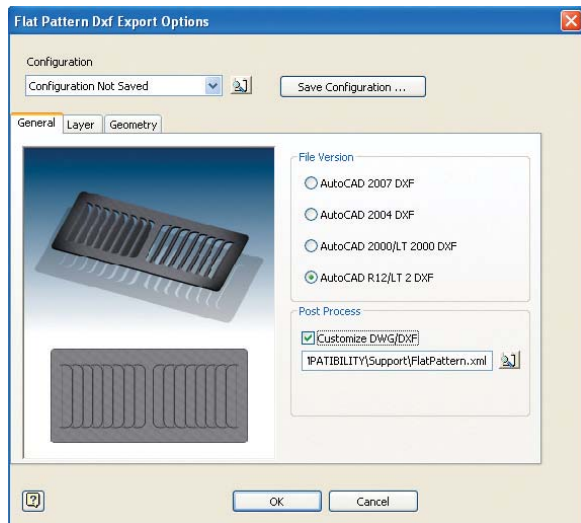 Flat Pattern Dxf Export Options
Configuration
Configuration Not Saved
Save Configuration ...
General
Layer
Geometry
File Version
AutoCAD 2007 DXF
AutoCAD 2004 DXF
AutoCAD 2000/LT 2000 DXF
AutoCAD R12/LT 2 DXF
Post Process
Customize DWG/DXF
PATIBILITY\Support\FlatPattern.xml
OK
Cancel